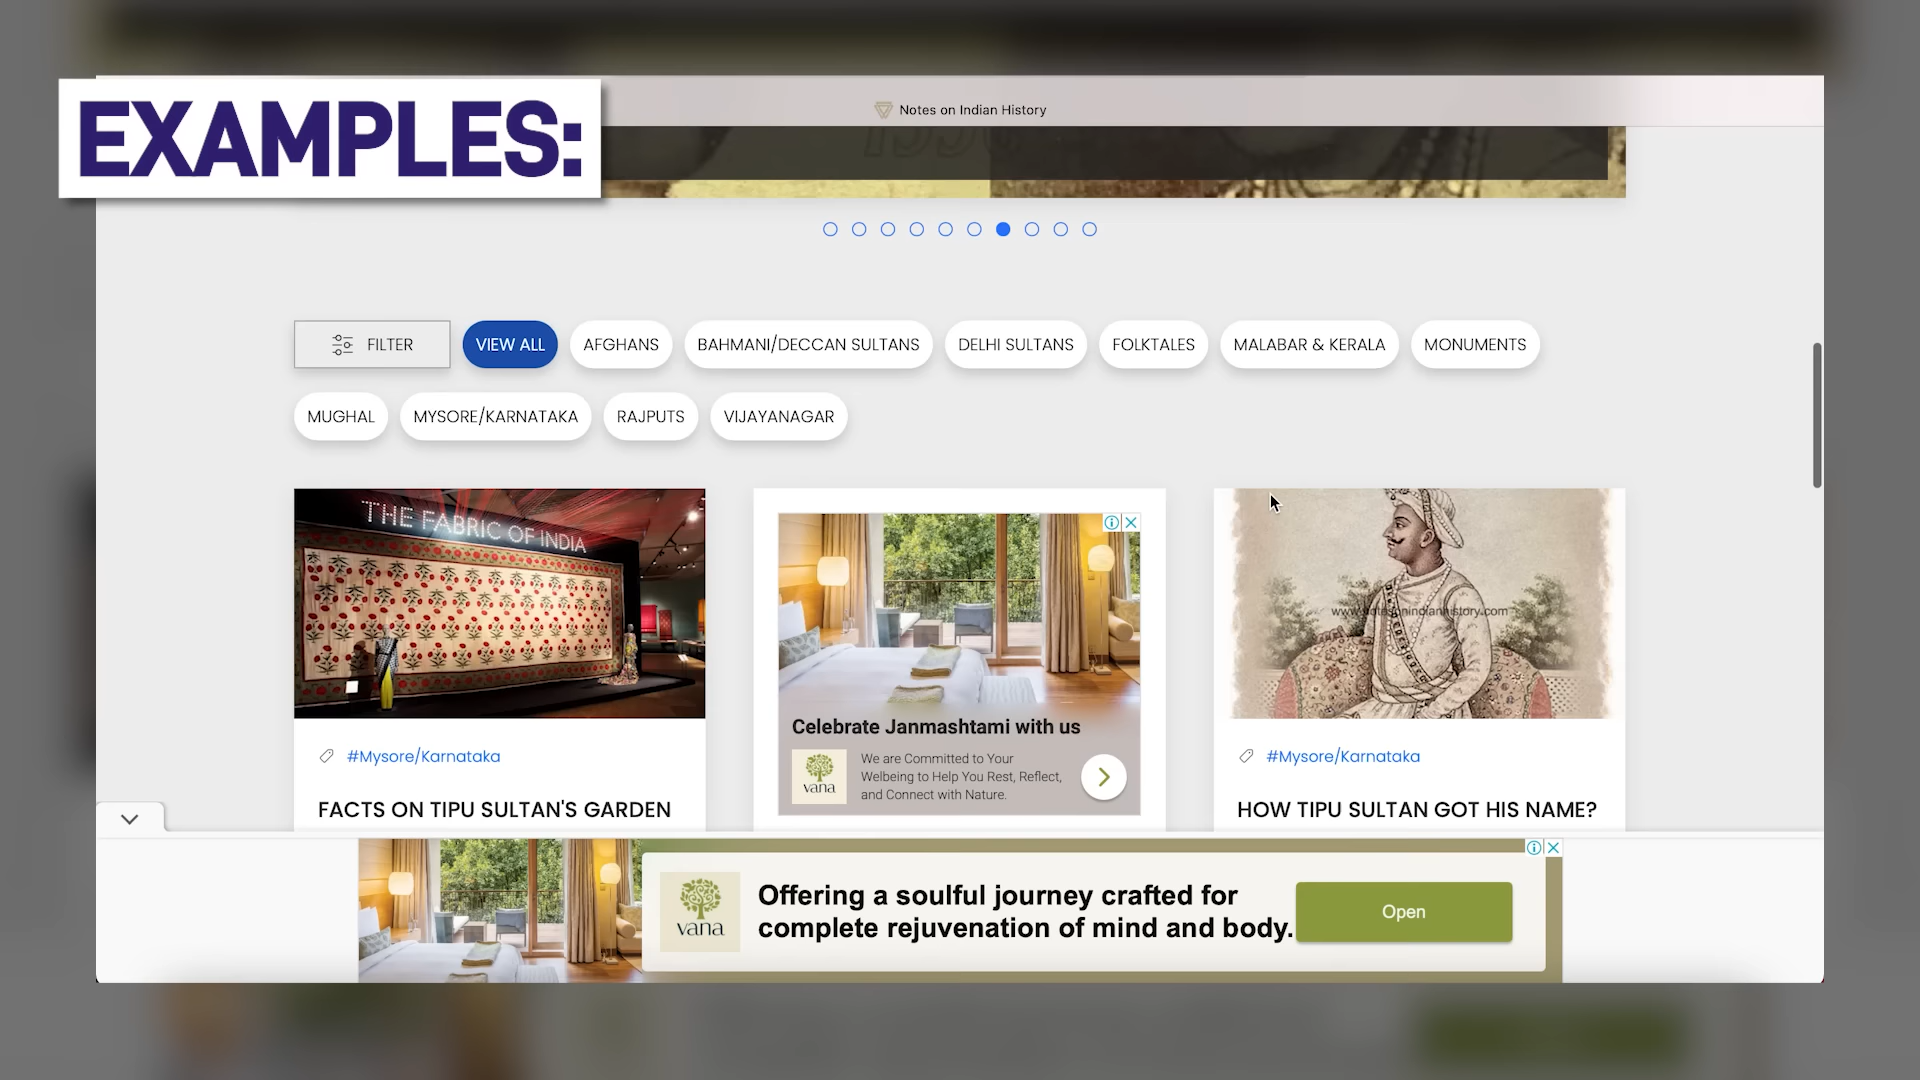 EXAMPLES:
Notes on Indian History
FILTER
VIEW ALL
AFGHANS
BAHMANI/DECCAN SULTANS
DELHI SULTANS
FOLKTALES
MALABAR & KERALA
MONUMENTS
MUGHAL
MYSORE/KARNATAKA
RAJPUTS
VIJAYANAGAR
THE FABRIC OF INDIA
#Mysore/Karnataka
FACTS ON TIPU SULTAN'S GARDEN
Celebrate Janmashtami with us
vana
We are Committed to Your
Welbeing to Help You Rest, Reflect,
and Connect with Nature.
www.notesonindianhistory.com
#Mysore/Karnataka
HOW TIPU SULTAN GOT HIS NAME?
vana
Offering a soulful journey crafted for
complete rejuvenation of mind and body.
Open